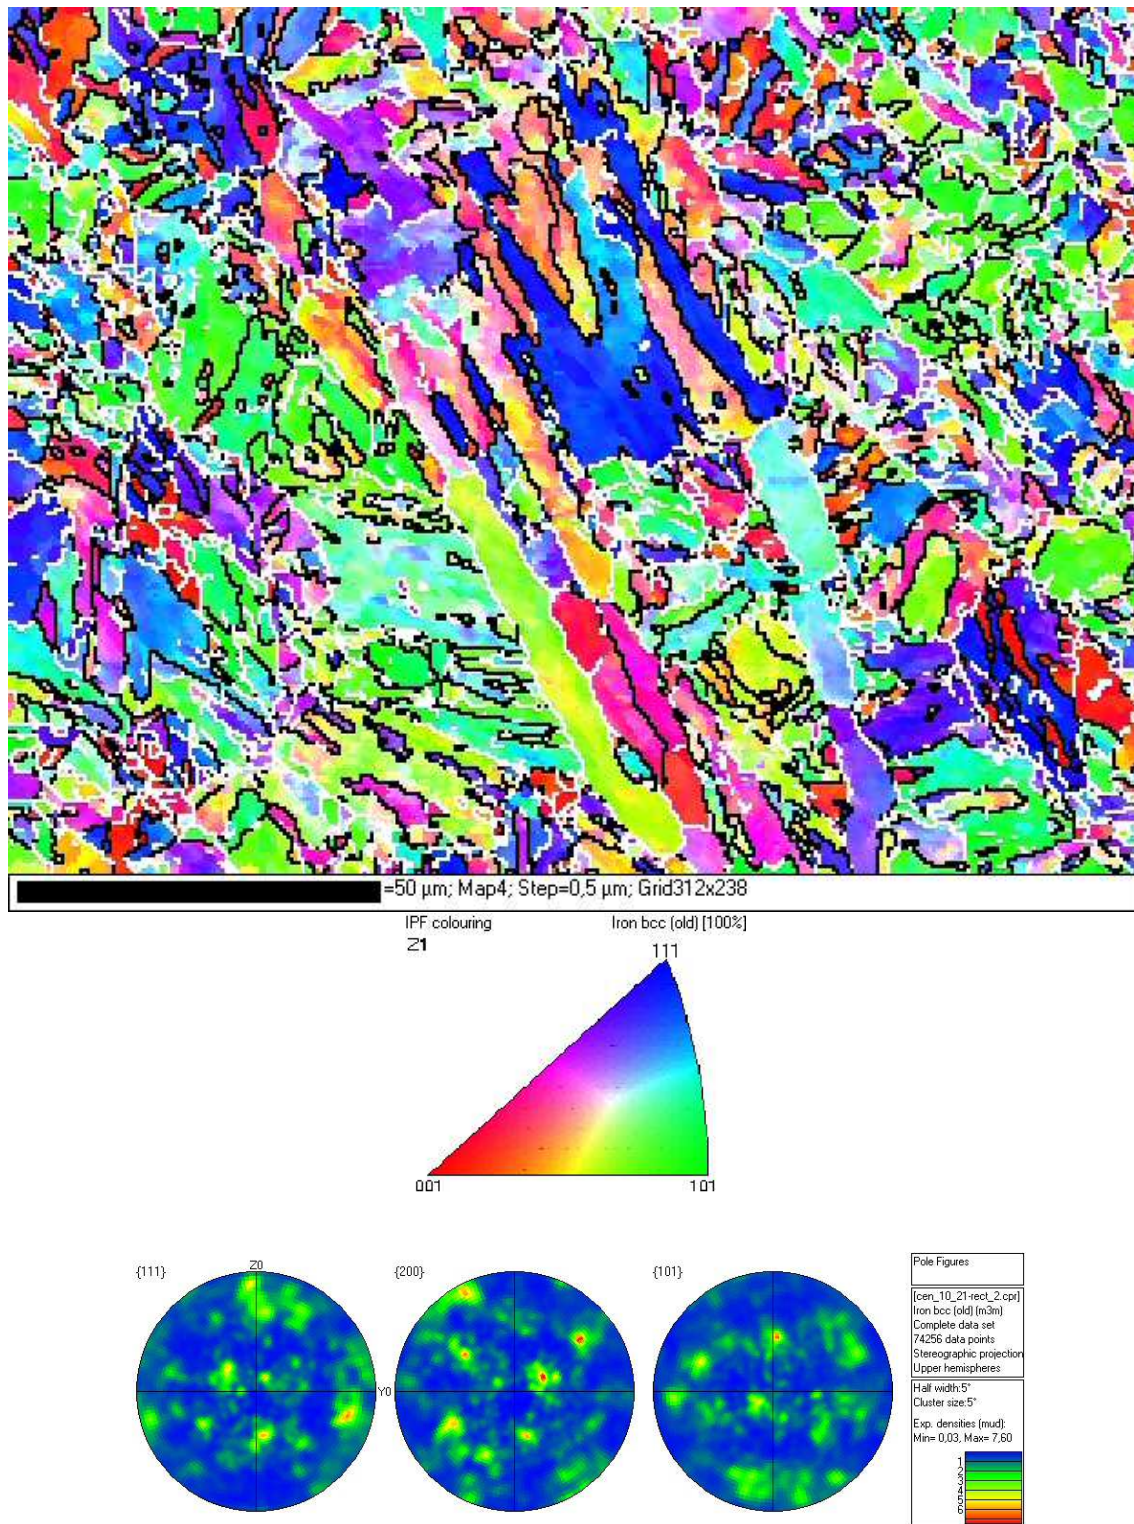 =50 µm; Map4; Step=0,5 µm; Grid312x238
IPF colouring
Z1
Iron bcc (old) [100%]
111
001
101
{111}
Z0
{200}
Y0
{101}
Pole Figures
[cen_10_21-rect_2.cpr]
Iron bcc (old) (m3m)
Complete data set
74256 data points
Stereographic projection
Upper hemispheres
Half width:5°
Cluster size:5°
Exp. densities (mud):
Min= 0,03, Max= 7,60
1
2
3
4
5
6